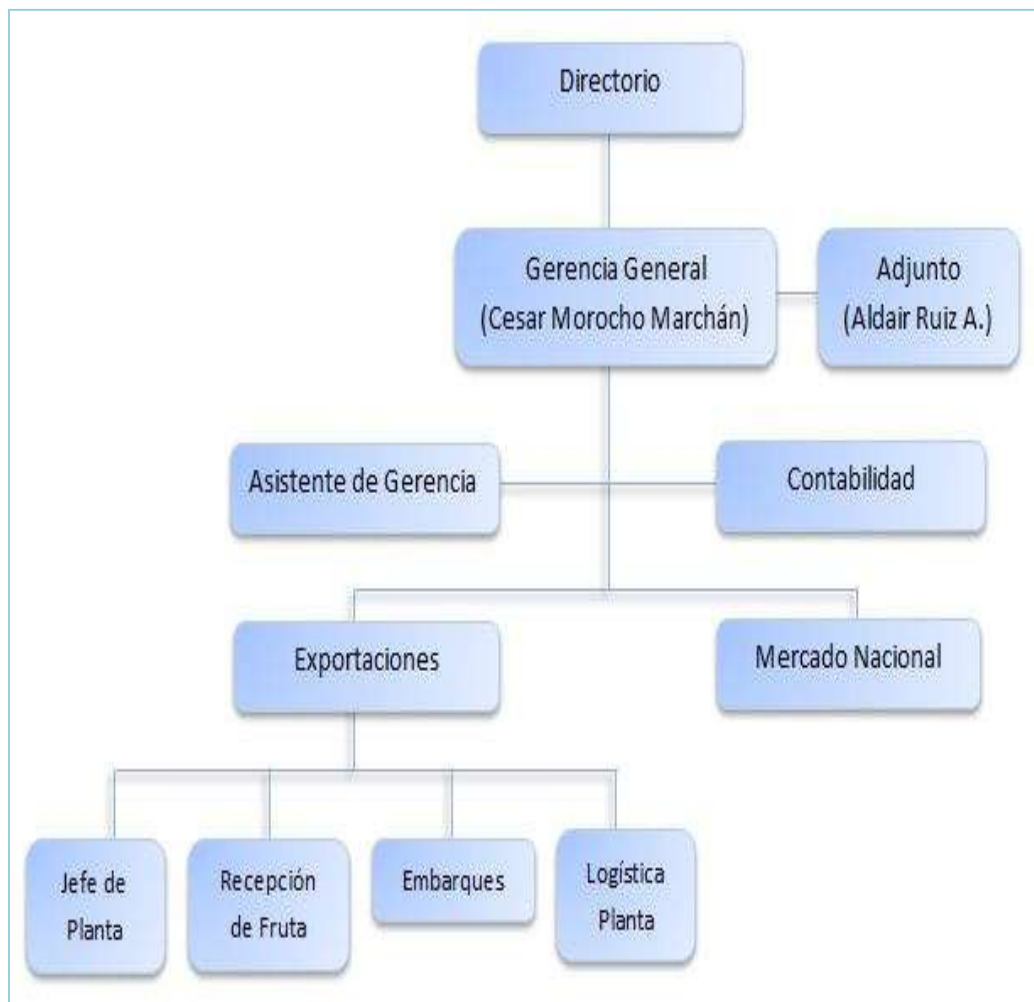 Directorio
Gerencia General
(Cesar Morocho Marchán)
Adjunto
(Aldair Ruiz A.)
Asistente de Gerencia
Contabilidad
Exportaciones
Mercado Nacional
Jefe de
Planta
Recepción
de Fruta
Embarques
Logística
Planta